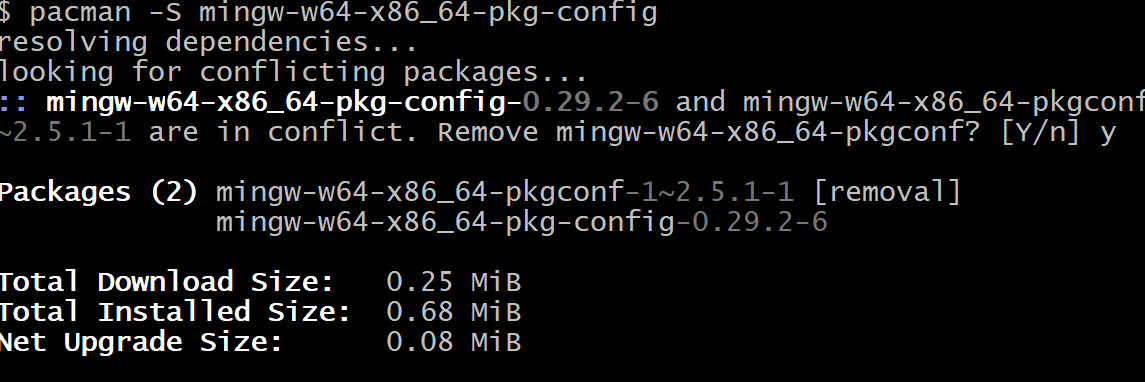 $ pacman -S mingw-w64-x86_64-pkg-config
resolving dependencies...
looking for conflicting packages...
:: mingw-w64-x86_64-pkg-config-0.29.2-6 and mingw-w64-x86_64-pkgconf
~2.5.1-1 are in conflict. Remove mingw-w64-x86_64-pkgconf? [Y/n] y
Packages (2) mingw-w64-x86_64-pkgconf-1~2.5.1-1 [removal]
mingw-w64-x86_64-pkg-config-0.29.2-6
Total Download Size: 0.25 MiB
Total Installed Size: 0.68 MiB
Net Upgrade Size: 0.08 MiB